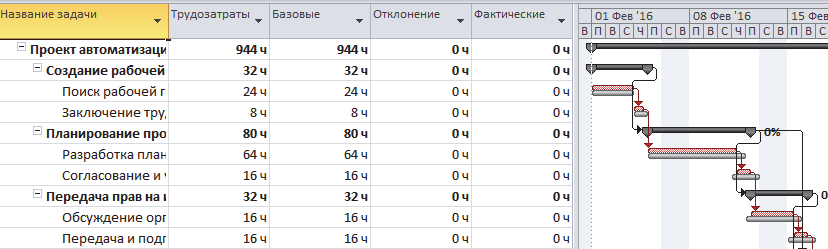 Название задачи Трудозатраты Базовые Отклонение Фактические 01 Фев '16 08 Фев '16 15 Фев
В П В С Ч П С В П В С Ч П С В П В
Проект автоматизаци 944 ч 944 ч 0 ч 0 ч
Создание рабочей 32 ч 32 ч 0 ч 0 ч
Поиск рабочей г 24 ч 24 ч 0 ч 0 ч
Заключение тру, 8 ч 8 ч 0 ч 0 ч
Планирование про 80 ч 80 ч 0 ч 0 ч 0%
Разработка план 64 ч 64 ч 0 ч 0 ч
Согласование и 16 ч 16 ч 0 ч 0 ч
Передача прав на 32 ч 32 ч 0 ч 0 ч 0
Обсуждение орг 16 ч 16 ч 0 ч 0 ч
Передача и подг 16 ч 16 ч 0 ч 0 ч